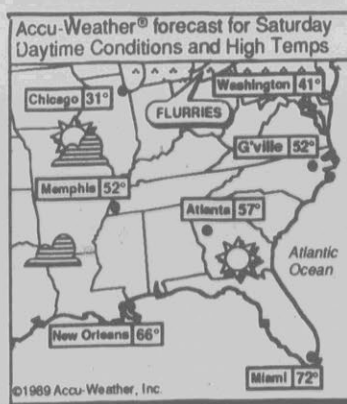 Accu-Weather® forecast for Saturday
Daytime Conditions and High Temps
Washington 41°
Chicago 31°
FLURRIES
G'ville 52°
Memphis 52°
Atlanta 57°
Atlantic
Ocean
New Orleans 66°
Miami 72°
©1989 Accu-Weather, Inc.